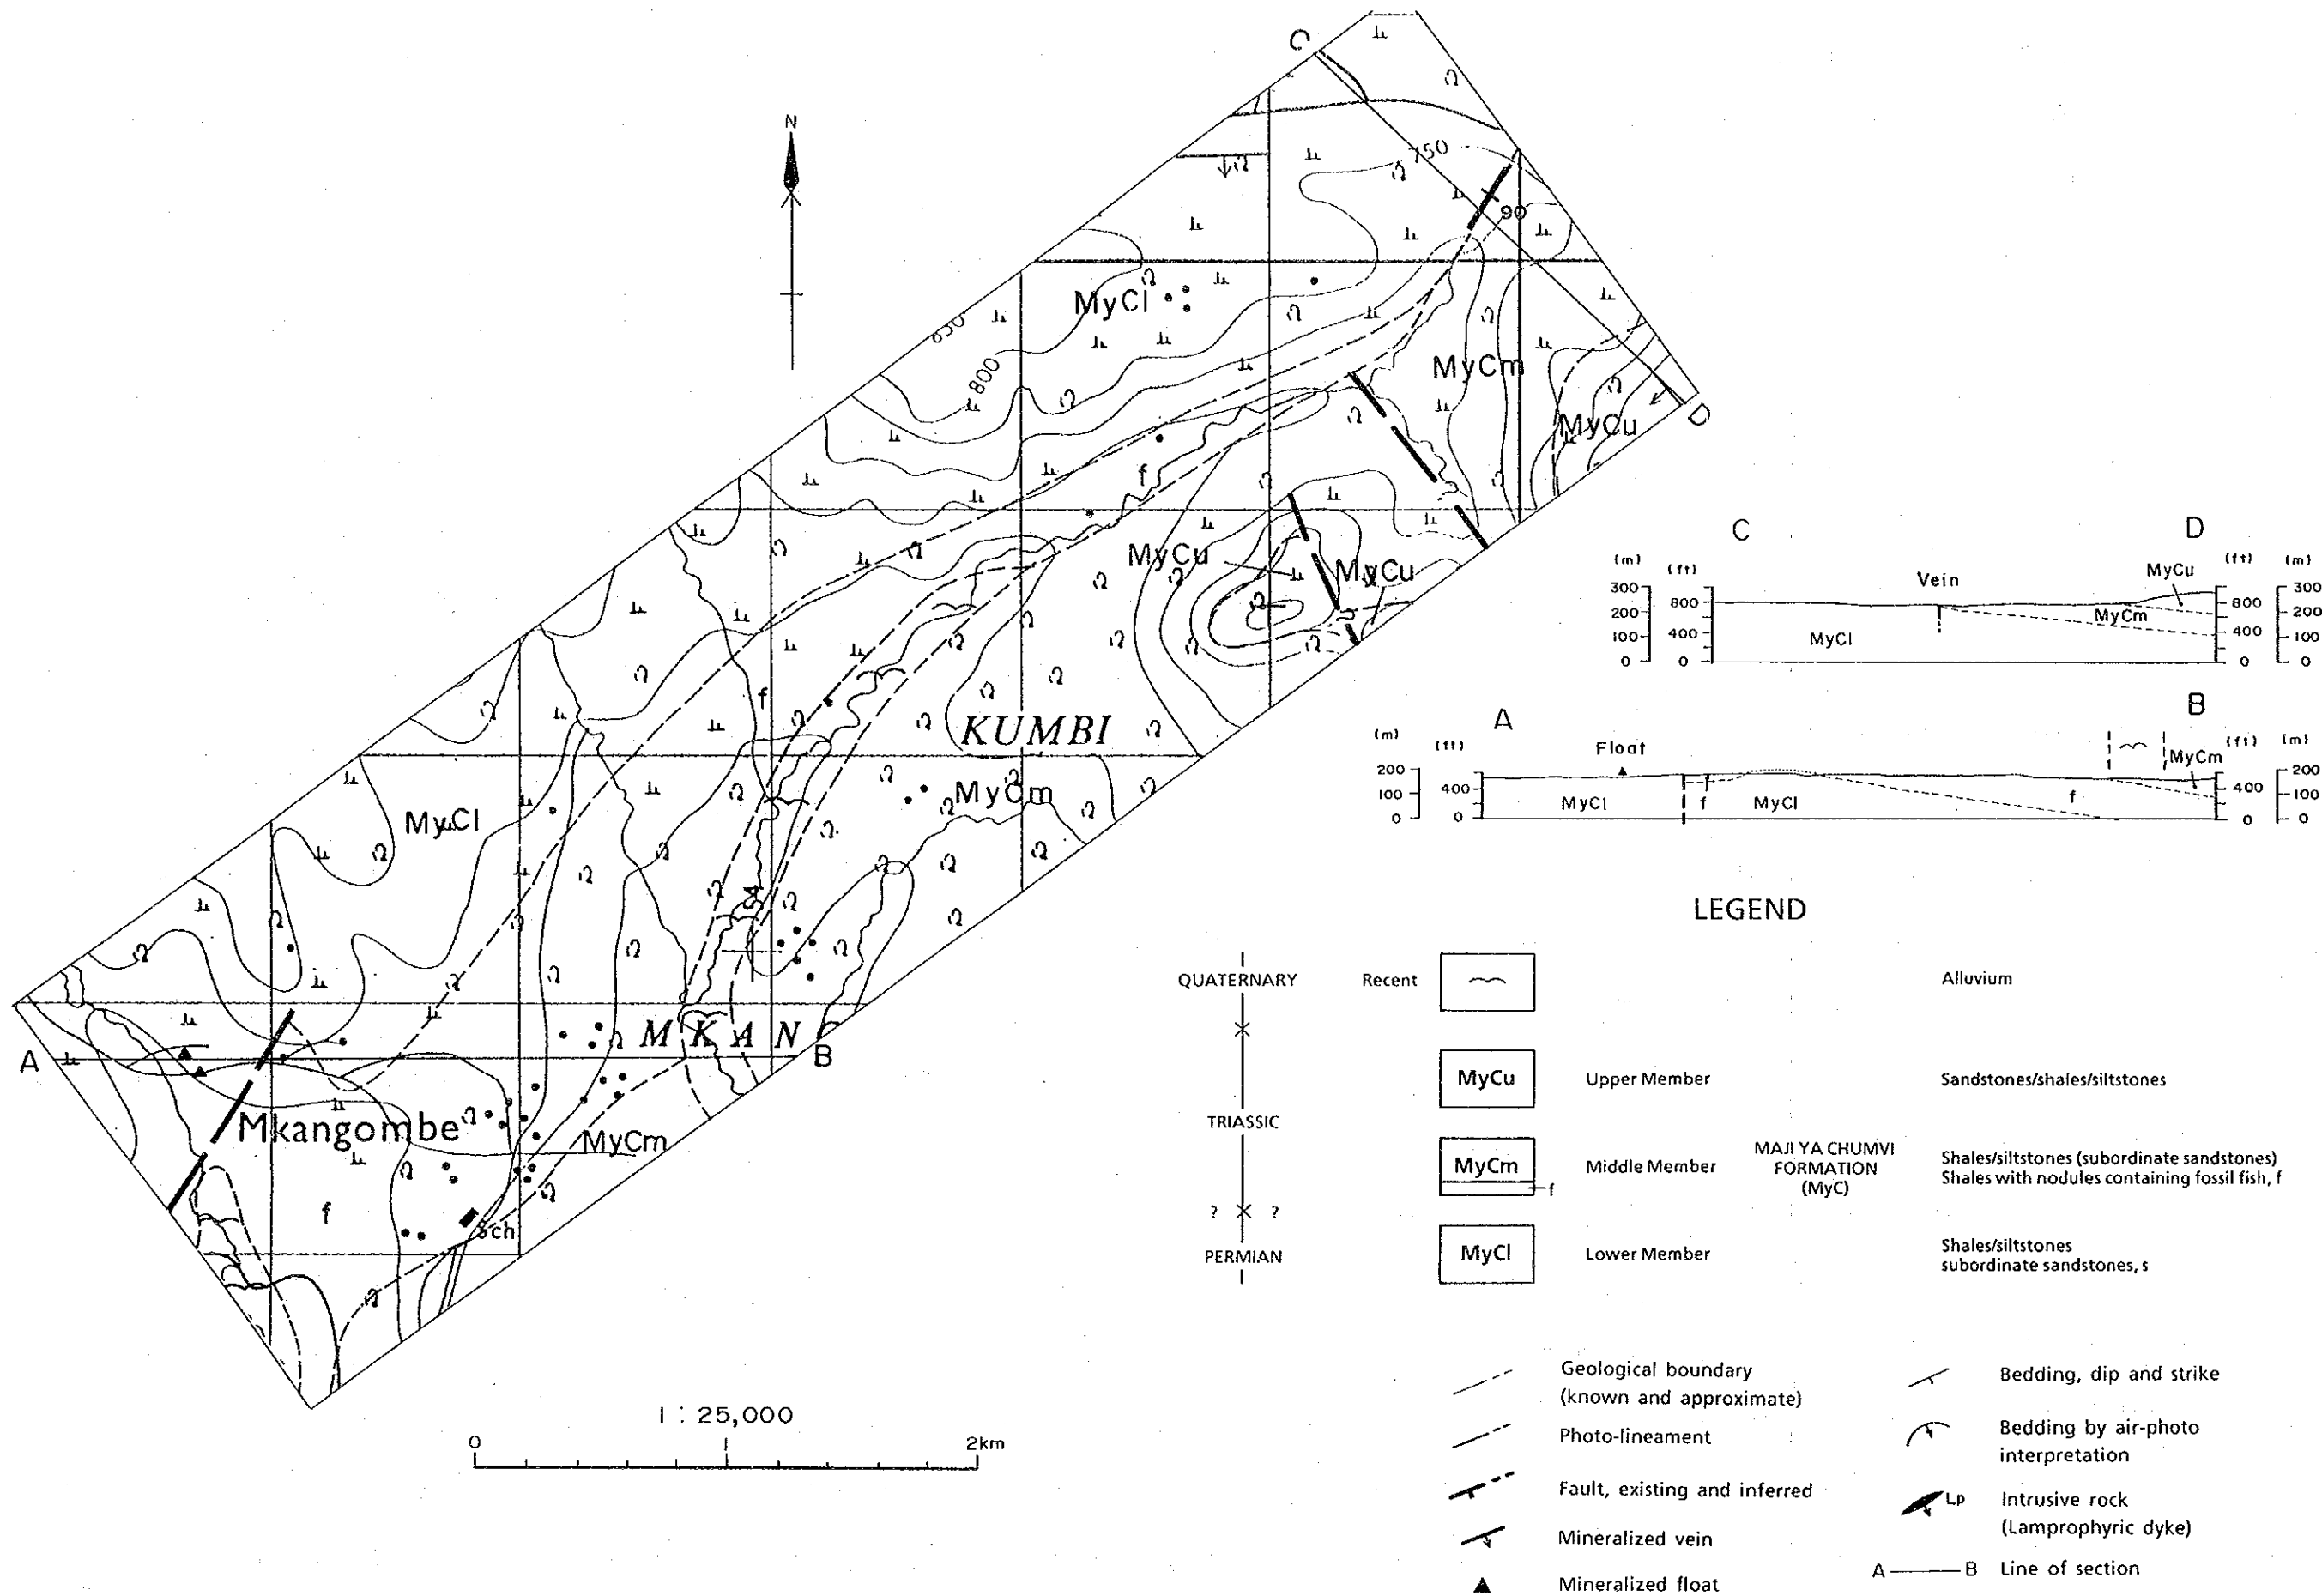 C
N
750
90
MyCl
850
800
MyCm
MyCu
D
f
MyCu
MyCu
f
KUMBI
MyCm
MyCl
M K A N
A
B
Mkangombe
MyCm
f
Sch
1 : 25,000
0 1 2km
C D
(m) (ft) Vein MyCu (ft) (m)
300 800 800 300
200 MyCm 200
100 400 MyCl 400 100
0 0 0 0
A B
(m) (ft) Float MyCm (ft) (m)
200 200
100 400 MyCl f MyCl f 400 100
0 0 0 0
LEGEND
QUATERNARY Recent Alluvium
MyCu Upper Member Sandstones/shales/siltstones
TRIASSIC
MyCm Middle Member MAJI YA CHUMVI FORMATION (MyC) Shales/siltstones (subordinate sandstones)
f Shales with nodules containing fossil fish, f
? ?
PERMIAN MyCl Lower Member Shales/siltstones
subordinate sandstones, s
Geological boundary
(known and approximate)
Photo-lineament
Fault, existing and inferred
Mineralized vein
Mineralized float
Bedding, dip and strike
Bedding by air-photo
interpretation
Lp Intrusive rock
(Lamprophyric dyke)
A B Line of section